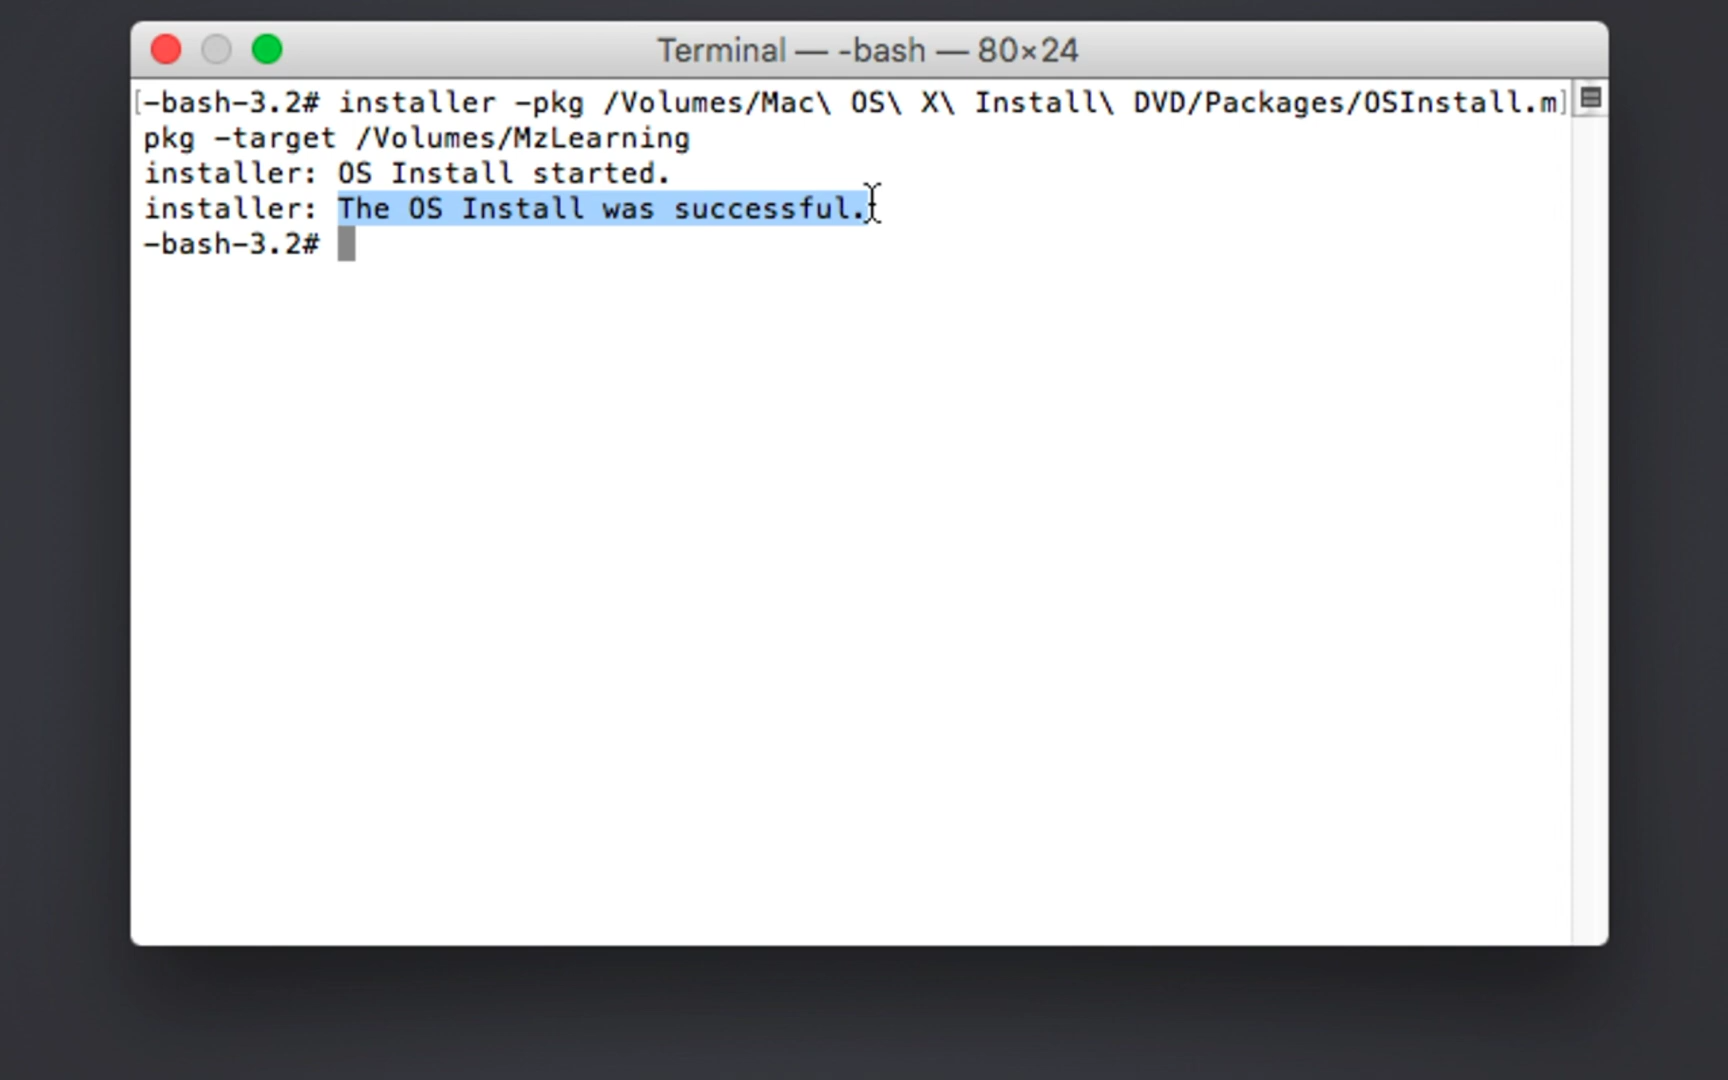 Terminal — -bash — 80×24
[-bash-3.2# installer -pkg /Volumes/Mac\ OS\ X\ Install\ DVD/Packages/OSInstall.m]
pkg -target /Volumes/MzLearning
installer: OS Install started.
installer: The OS Install was successful.
-bash-3.2#